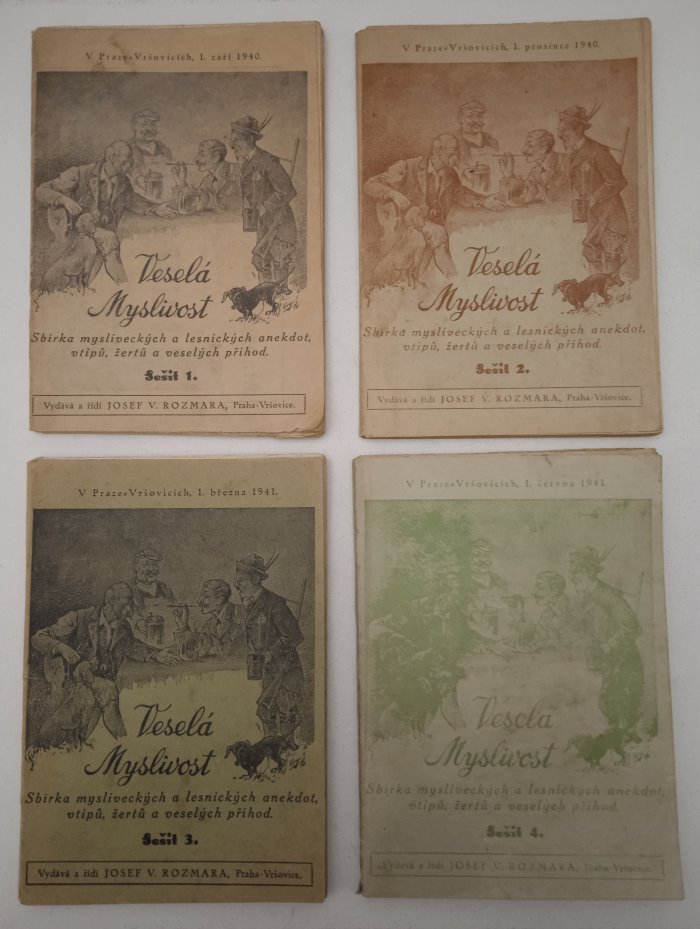 V Praze-Vršovicích, 1. září 1940.
Veselá
Myslivost
Sbírka mysliveckých a lesnických anekdot,
vtipů, žertů a veselých příhod.
Sešit 1.
Vydává a řídí JOSEF V. ROZMARA, Praha-Vršovice.
V Praze-Vršovicích, 1. prosince 1940.
Veselá
Myslivost
Sbírka mysliveckých a lesnických anekdot,
vtipů, žertů a veselých příhod.
Sešit 2.
Vydává a řídí JOSEF V. ROZMARA, Praha-Vršovice.
V Praze-Vršovicích, 1. března 1941.
Veselá
Myslivost
Sbírka mysliveckých a lesnických anekdot,
vtipů, žertů a veselých příhod.
Sešit 3.
Vydává a řídí JOSEF V. ROZMARA, Praha-Vršovice.
V Praze-Vršovicích, 1. června 1941.
Veselá
Myslivost
Sbírka mysliveckých a lesnických anekdot,
vtipů, žertů a veselých příhod.
Sešit 4.
Vydává a řídí JOSEF V. ROZMARA, Praha-Vršovice.